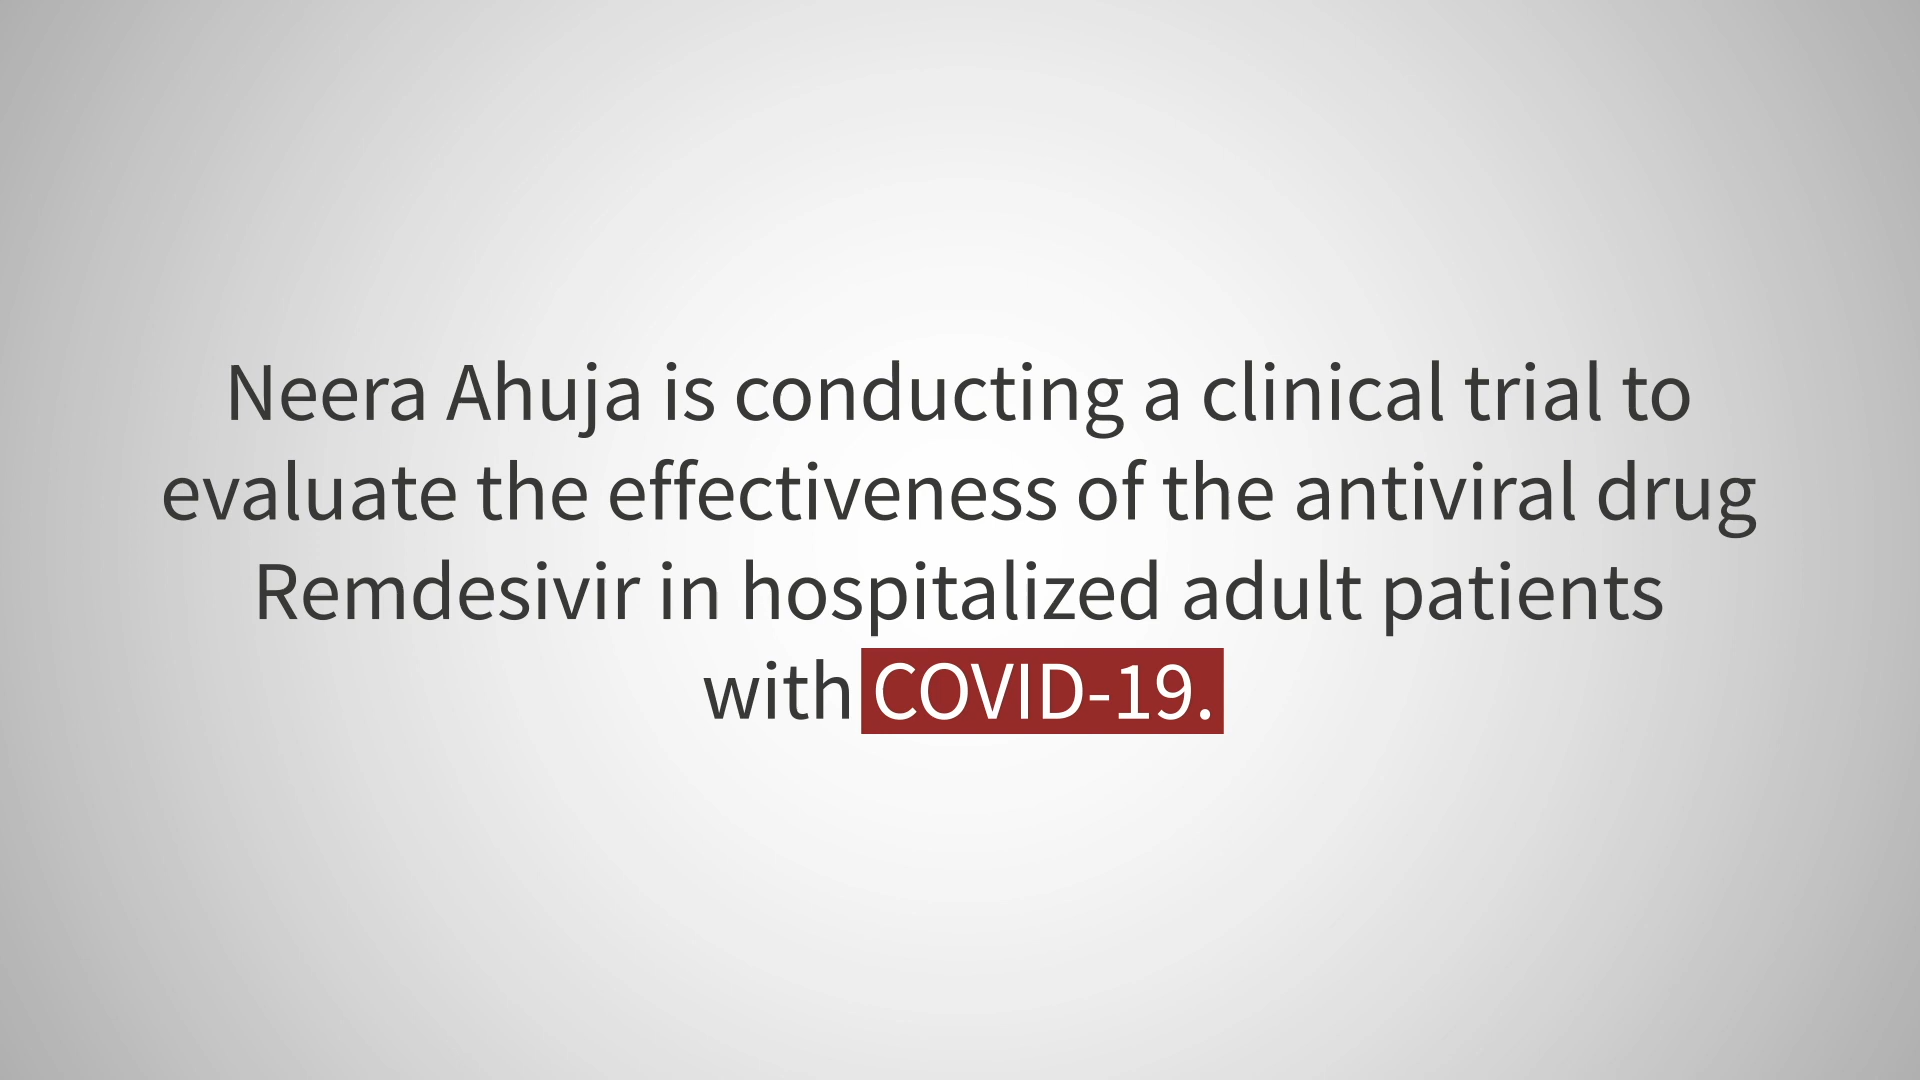 Neera Ahuja is conducting a clinical trial to
evaluate the effectiveness of the antiviral drug
Remdesivir in hospitalized adult patients
with COVID-19.